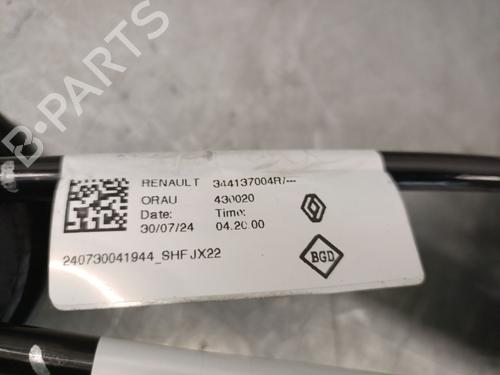 RENAULT 344137004R/---
ORAU 430020
Date: Time:
30/07/24 04.20.00
240730041944_SHF JX22
BGD
B-PARTS